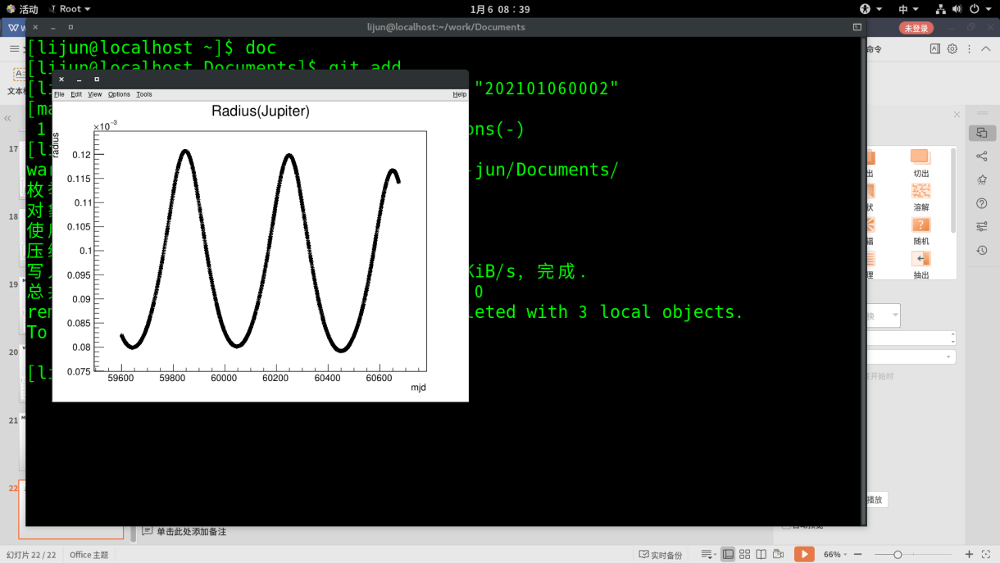 活动
Root
1月6 08：39
中
W
lijun@localhost:~/work/Documents
未登录
[lijun@localhost ~]$ doc
[lijun@localhost Documents]$ git add
"202101060002"
[ma
1
ons(-)
[li
war
jun/Documents/
枚
对
使
压
写
KiB/s, 完成.
总
0
rem
leted with 3 local objects.
To
[li
File Edit View Options Tools Help
Radius(Jupiter)
×10⁻³
radius
0.12
0.115
0.11
0.105
0.1
0.095
0.09
0.085
0.08
0.075
59600 59800 60000 60200 60400 60600
mjd
命令
文本
17
18
19
20
21
22
出 切出
状 溶解
随机
理 抽出
换
开始时
播放
自动预览
单击此处添加备注
幻灯片 22 / 22
Office 主题
实时备份
66%